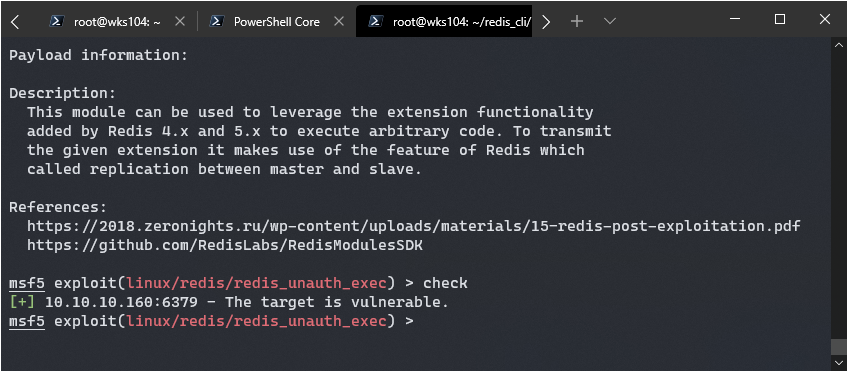 root@wks104: ~
PowerShell Core
root@wks104: ~/redis_cli/
Payload information:
Description:
This module can be used to leverage the extension functionality
added by Redis 4.x and 5.x to execute arbitrary code. To transmit
the given extension it makes use of the feature of Redis which
called replication between master and slave.
References:
https://2018.zeronights.ru/wp-content/uploads/materials/15-redis-post-exploitation.pdf
https://github.com/RedisLabs/RedisModulesSDK
msf5 exploit(linux/redis/redis_unauth_exec) > check
[+] 10.10.10.160:6379 - The target is vulnerable.
msf5 exploit(linux/redis/redis_unauth_exec) >